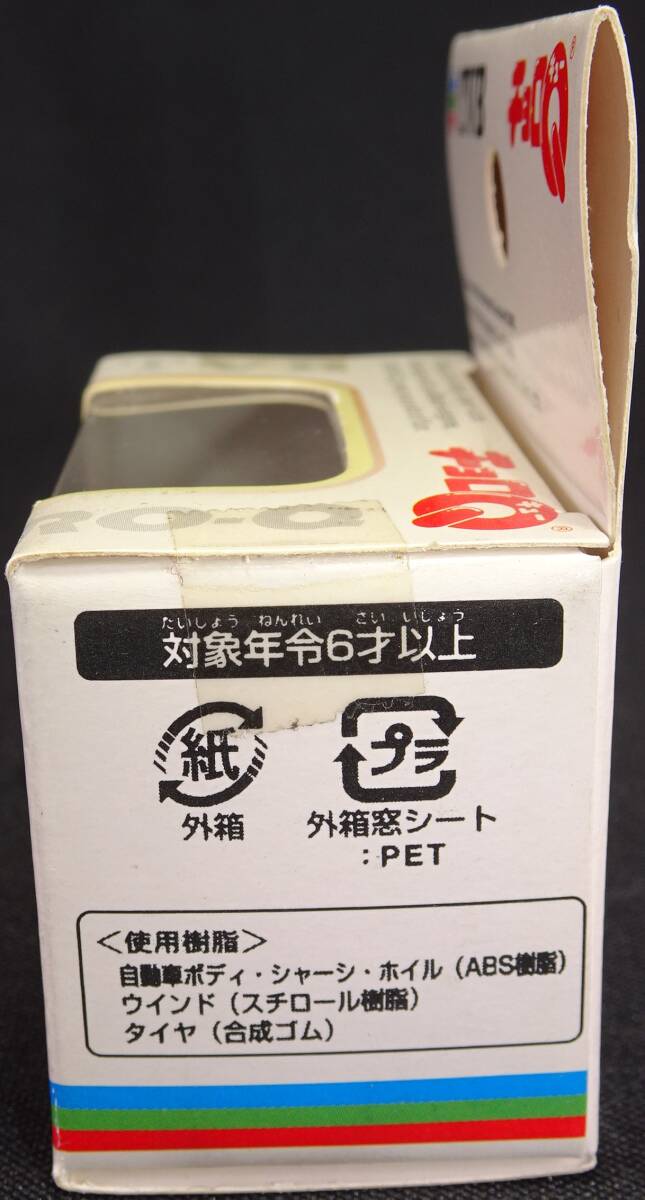 チョロQ
チョロQ
®
たいしょう ねんれい さい いじょう
対象年令6才以上
紙
プラ
外箱
外箱窓シート
:PET
<使用樹脂>
自動車ボディ・シャーシ・ホイル(ABS樹脂)
ウインド(スチロール樹脂)
タイヤ(合成ゴム)